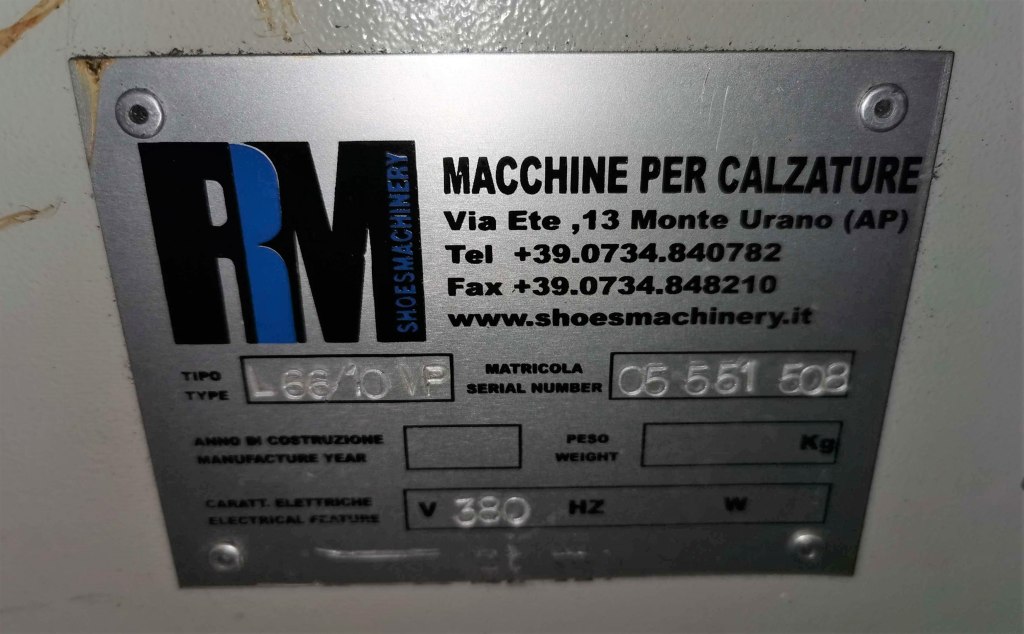 RM
SHOESMACHINERY
MACCHINE PER CALZATURE
Via Ete ,13 Monte Urano (AP)
Tel +39.0734.840782
Fax +39.0734.848210
www.shoesmachinery.it
TIPO
TYPE
L 66/10 VP
MATRICOLA
SERIAL NUMBER
05 551 508
ANNO DI COSTRUZIONE
MANUFACTURE YEAR
PESO
WEIGHT
Kg
CARATT. ELETTRICHE
ELECTRICAL FEATURE
V 380 HZ W